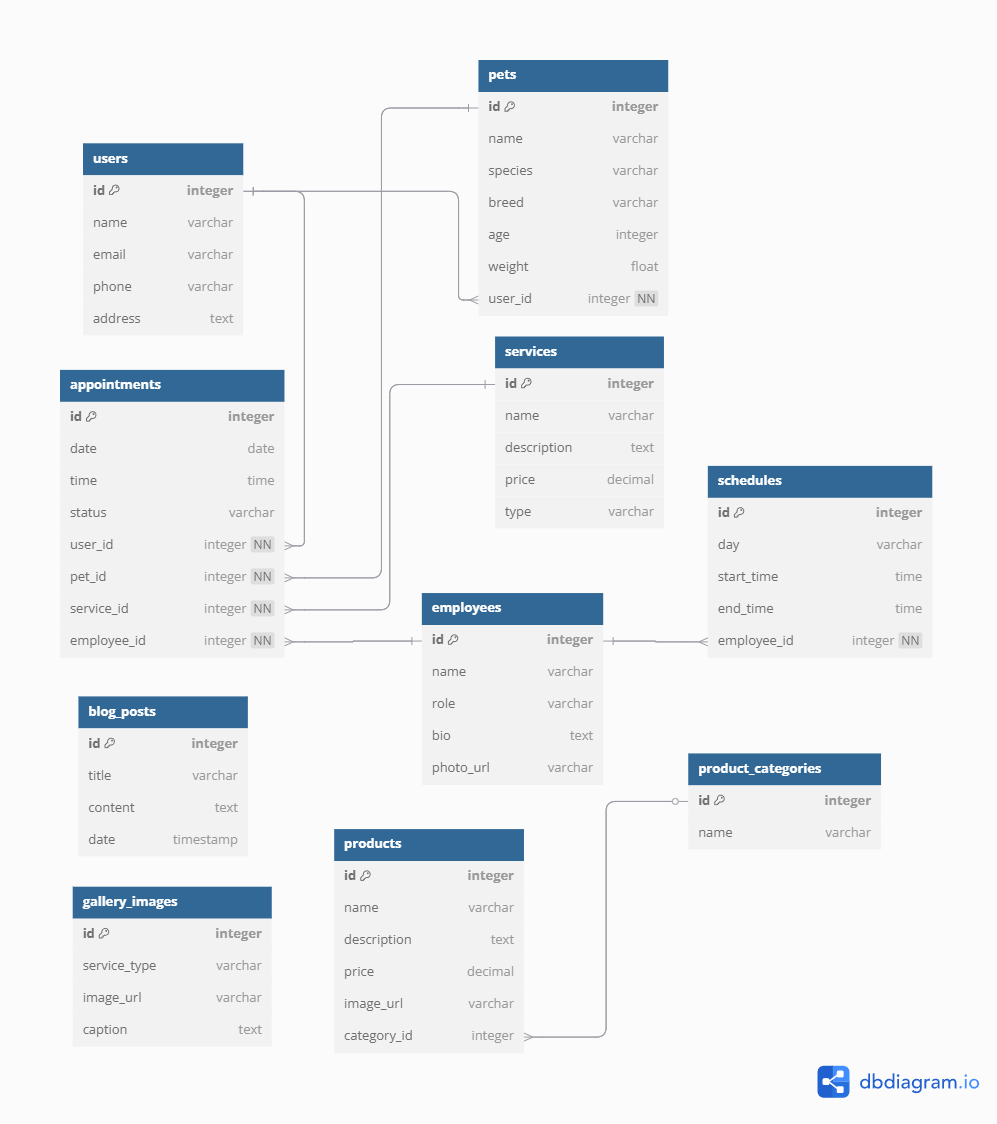 pets
id integer
name varchar
species varchar
breed varchar
age integer
weight float
user_id integer NN
users
id integer
name varchar
email varchar
phone varchar
address text
services
id integer
name varchar
description text
price decimal
type varchar
appointments
id integer
date date
time time
status varchar
user_id integer NN
pet_id integer NN
service_id integer NN
employee_id integer NN
schedules
id integer
day varchar
start_time time
end_time time
employee_id integer NN
employees
id integer
name varchar
role varchar
bio text
photo_url varchar
blog_posts
id integer
title varchar
content text
date timestamp
product_categories
id integer
name varchar
products
id integer
name varchar
description text
price decimal
image_url varchar
category_id integer
gallery_images
id integer
service_type varchar
image_url varchar
caption text
dbdiagram.io